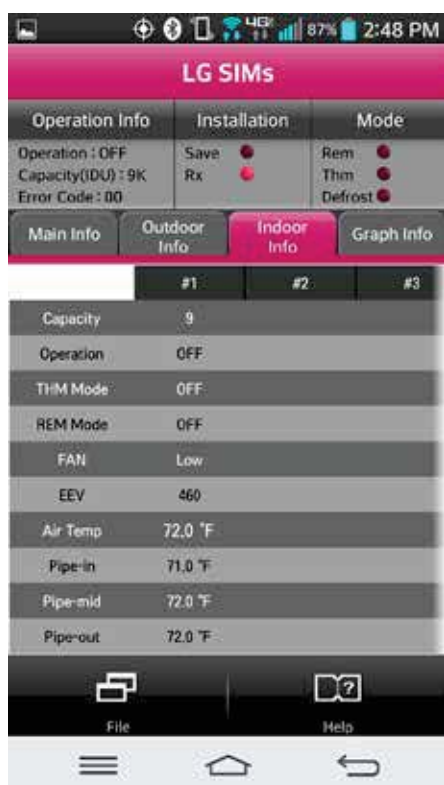 4G 87% 2:48 PM
LG SIMs
Operation Info Installation Mode
Operation : OFF Save Rem
Capacity(IDU) : 9K Rx Thm
Error Code : 00 Defrost
Main Info Outdoor Info Indoor Info Graph Info
#1 #2 #3
Capacity 9
Operation OFF
THM Mode OFF
REM Mode OFF
FAN Low
EEV 460
Air Temp 72.0 °F
Pipe-in 71.0 °F
Pipe-mid 72.0 °F
Pipe-out 72.0 °F
File Help